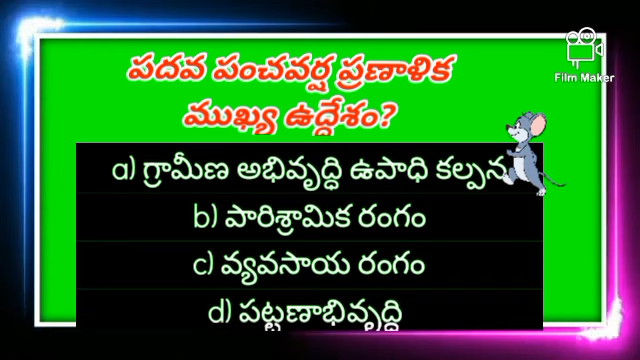 పదవ పంచవర్ష ప్రణాళిక
ముఖ్య ఉద్దేశం?
Film Maker
a) గ్రామీణ అభివృద్ధి ఉపాధి కల్పన
b) పారిశ్రామిక రంగం
c) వ్యవసాయ రంగం
d) పట్టణాభివృద్ధి